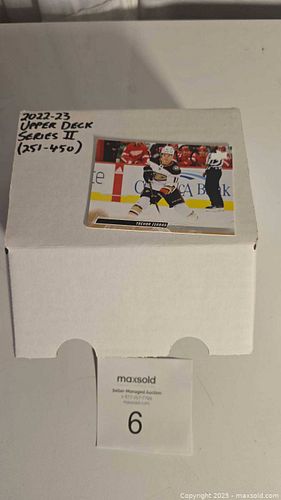 2022-23
UPPER DECK
SERIES II
(251-450)
TREVOR ZEGRAS
maxsold
Seller Managed Auction
maxsold.com
6
Copyright 2023 - maxsold.com